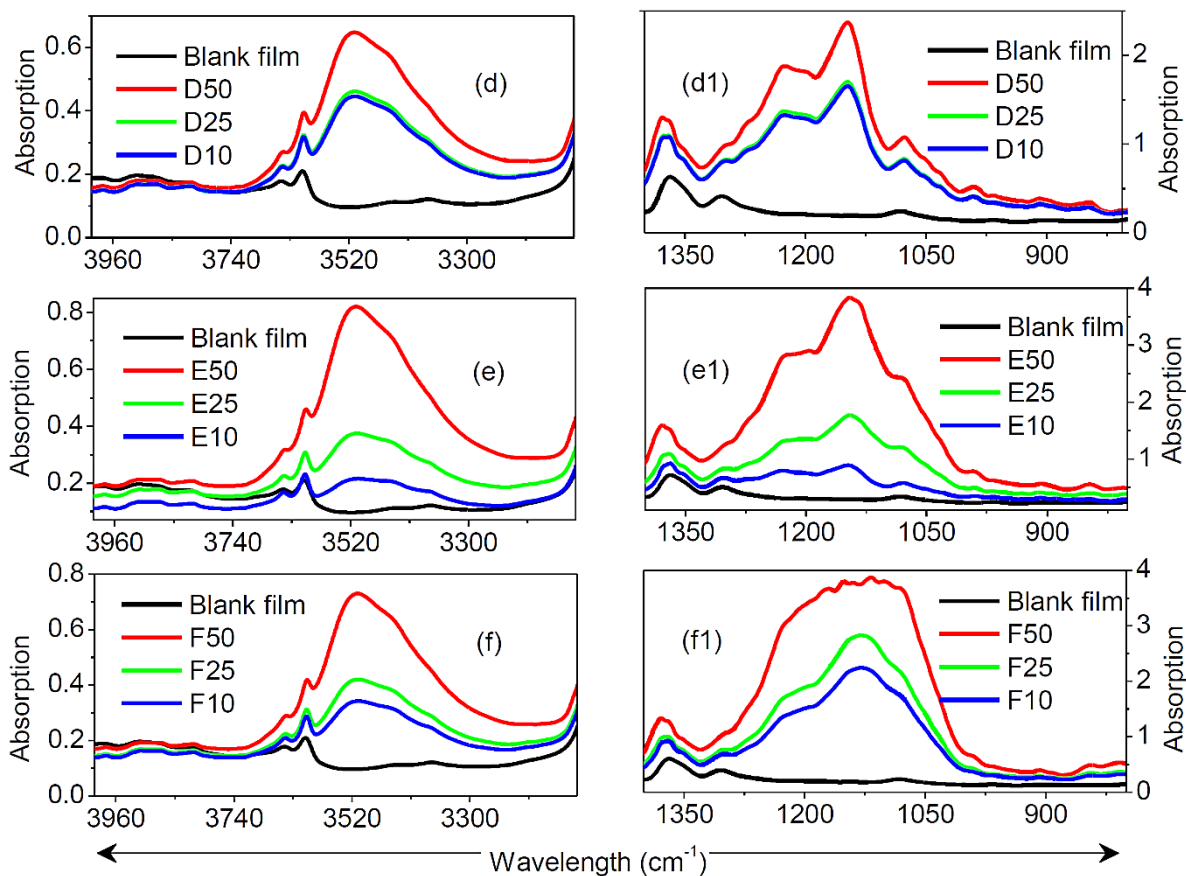 Absorption
0.6
0.4
0.2
0.0
Blank film
D50
D25
D10
(d)
3960 3740 3520 3300
(d1)
Blank film
D50
D25
D10
2
1
0
Absorption
1350 1200 1050 900
Absorption
0.8
0.6
0.4
0.2
Blank film
E50
E25
E10
(e)
3960 3740 3520 3300
(e1)
Blank film
E50
E25
E10
4
3
2
1
Absorption
1350 1200 1050 900
Absorption
0.8
0.6
0.4
0.2
0.0
Blank film
F50
F25
F10
(f)
3960 3740 3520 3300
(f1)
Blank film
F50
F25
F10
4
3
2
1
0
Absorption
1350 1200 1050 900
Wavelength (cm⁻¹)